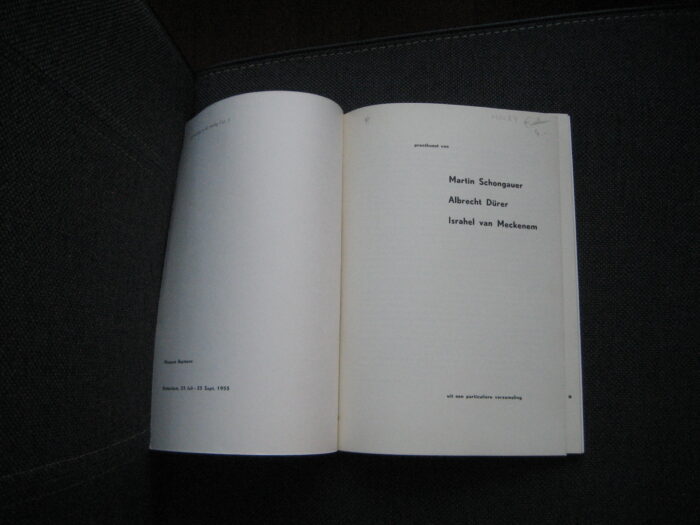 Museum Boymans
Rotterdam, 23 Juli—25 Sept. 1955
prentkunst van
Martin Schongauer
Albrecht Dürer
Israhel van Meckenem
uit een particuliere verzameling